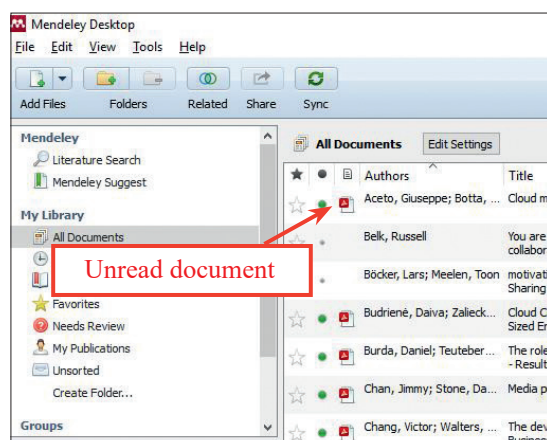 Mendeley Desktop
File Edit View Tools Help
Add Files Folders Related Share Sync
Mendeley
Literature Search
Mendeley Suggest
My Library
All Documents
Unread document
Favorites
Needs Review
My Publications
Unsorted
Create Folder...
Groups
All Documents Edit Settings
Authors Title
Aceto, Giuseppe; Botta, ... Cloud m
Belk, Russell You are
collabor
Böcker, Lars; Meelen, Toon motivat
Sharing
Budrienė, Daiva; Zalieck... Cloud C
Sized Er
Burda, Daniel; Teuteber... The role
- Result
Chan, Jimmy; Stone, Da... Media p
Chang, Victor; Walters, ... The dev